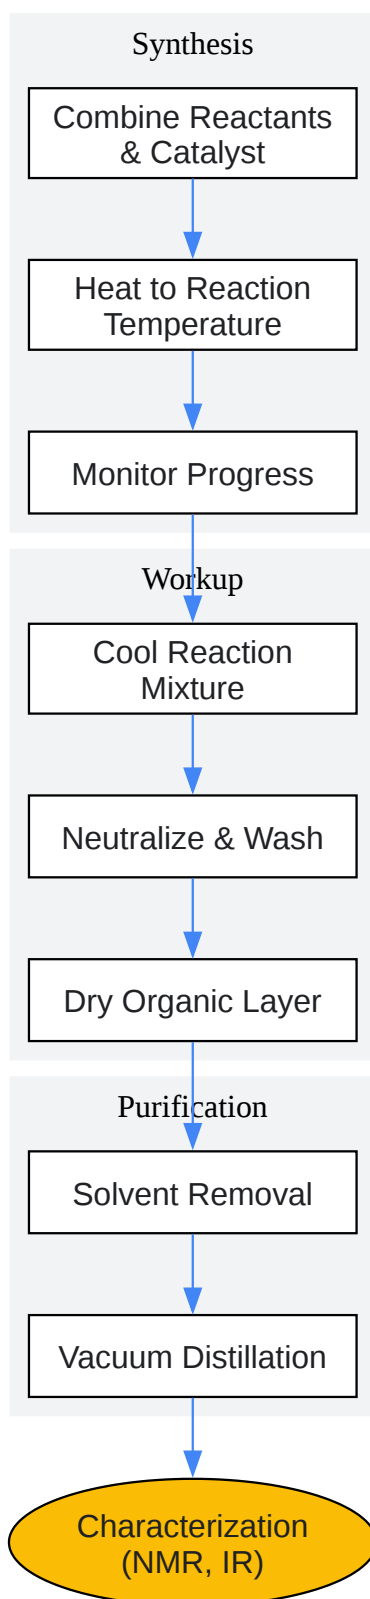 Synthesis
Combine Reactants
& Catalyst
Heat to Reaction
Temperature
Monitor Progress
Workup
Cool Reaction
Mixture
Neutralize & Wash
Dry Organic Layer
Purification
Solvent Removal
Vacuum Distillation
Characterization
(NMR, IR)